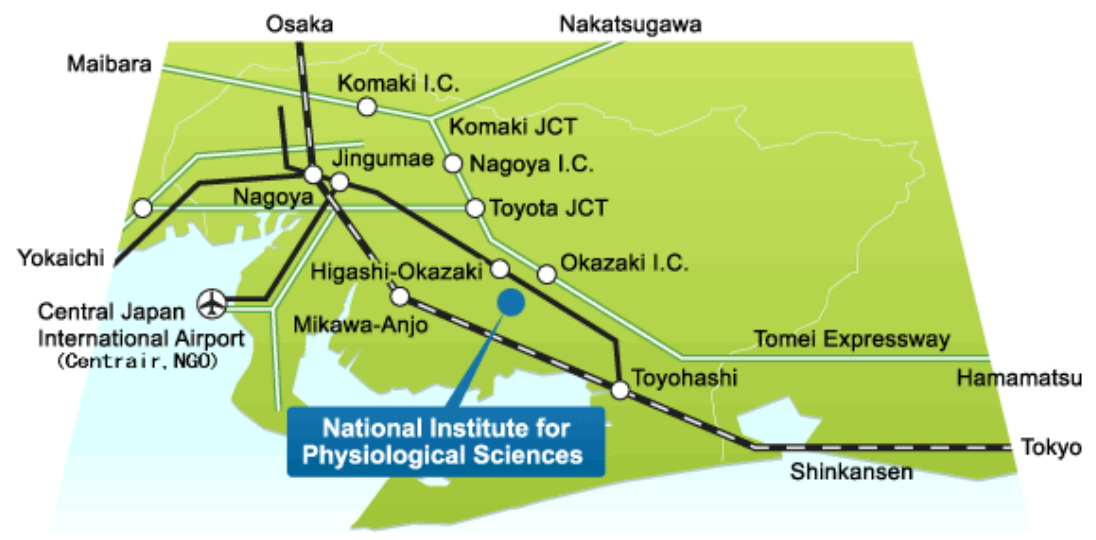 Osaka
Nakatsugawa
Maibara
Komaki I.C.
Komaki JCT
Jingumae
Nagoya I.C.
Nagoya
Toyota JCT
Yokaichi
Higashi-Okazaki
Okazaki I.C.
Central Japan
International Airport
(Centrair, NGO)
Mikawa-Anjo
Tomei Expressway
Toyohashi
Hamamatsu
National Institute for
Physiological Sciences
Tokyo
Shinkansen